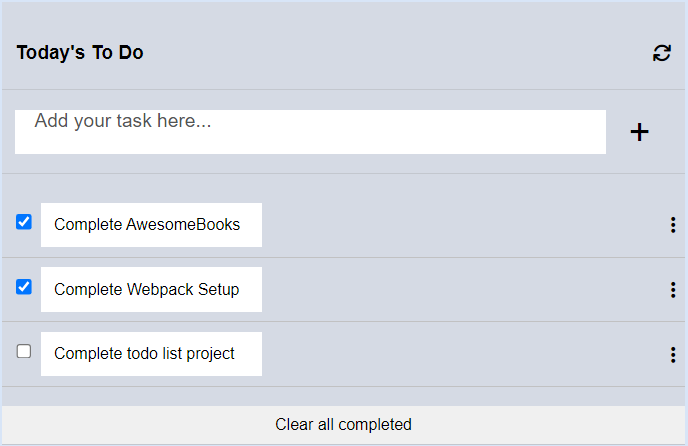 Today's To Do
Add your task here...
Complete AwesomeBooks
Complete Webpack Setup
Complete todo list project
Clear all completed